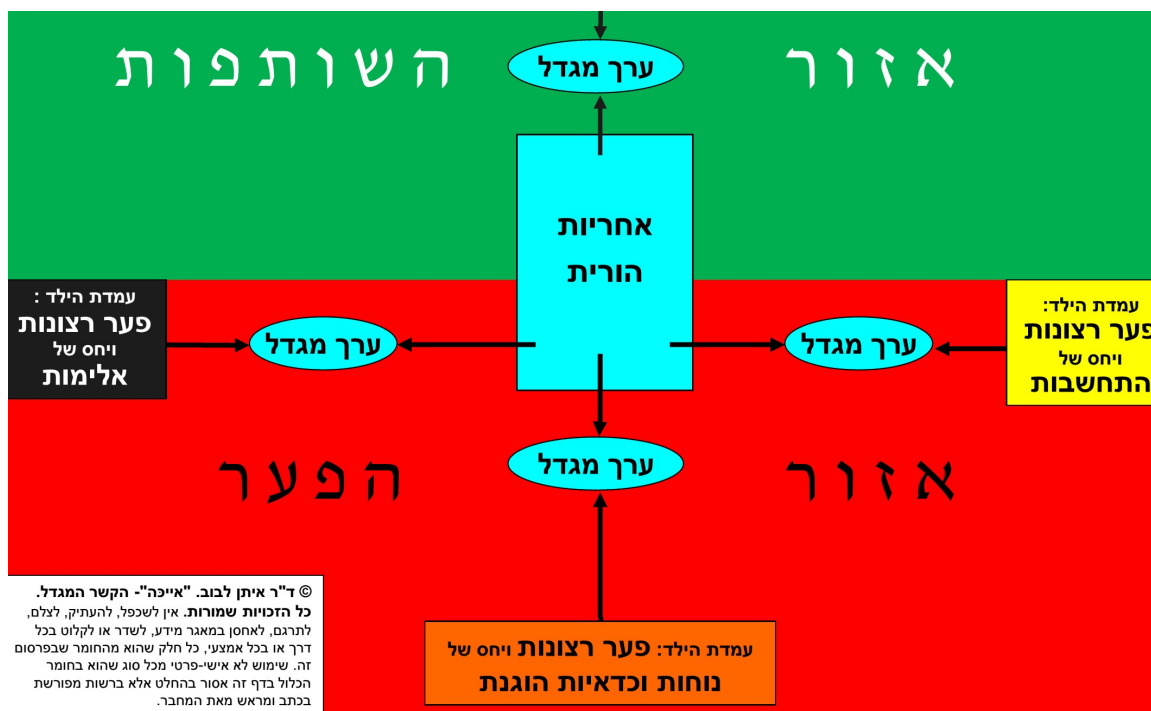 אזור השותפות
ערך מגדל
אחריות
הורית
עמדת הילד:
פער רצונות
ויחס של
התחשבות
ערך מגדל
ערך מגדל
עמדת הילד :
פער רצונות
ויחס של
אלימות
אזור הפער
ערך מגדל
עמדת הילד: פער רצונות ויחס של
נוחות וכדאיות הוגנת
© ד"ר איתן לבוב. "אייכּה"- הקשר המגדל.
כל הזכויות שמורות. אין לשכפל, להעתיק, לצלם,
לתרגם, לאחסן במאגר מידע, לשדר או לקלוט בכל
דרך או בכל אמצעי, כל חלק שהוא מהחומר שבפרסום
זה. שימוש לא אישי-פרטי מכל סוג שהוא בחומר
הכלול בדף זה אסור בהחלט אלא ברשות מפורשת
בכתב ומראש מאת המחבר.